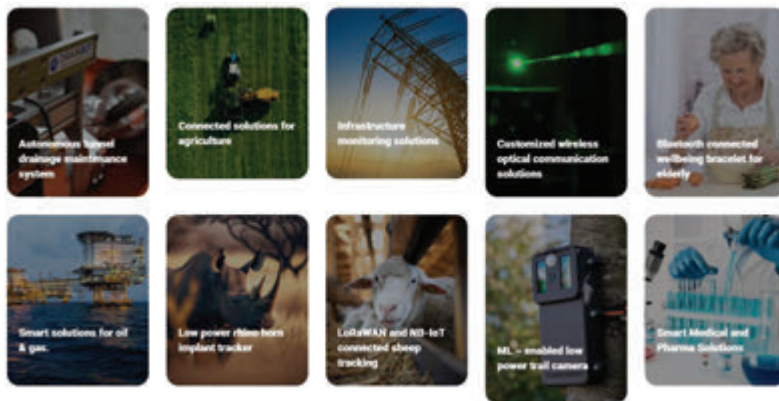 Autonomous tunnel
drainage maintenance
system
Connected solutions for
agriculture
Infrastructure
monitoring solutions
Customized wireless
optical communication
solutions
Bluetooth connected
wellbeing bracelet for
elderly
Smart solutions for oil
& gas.
Low power rhino horn
implant tracker
LoRaWAN and NB-IoT
connected sheep
tracking
ML – enabled low
power trail camera
Smart Medical and
Pharma Solutions